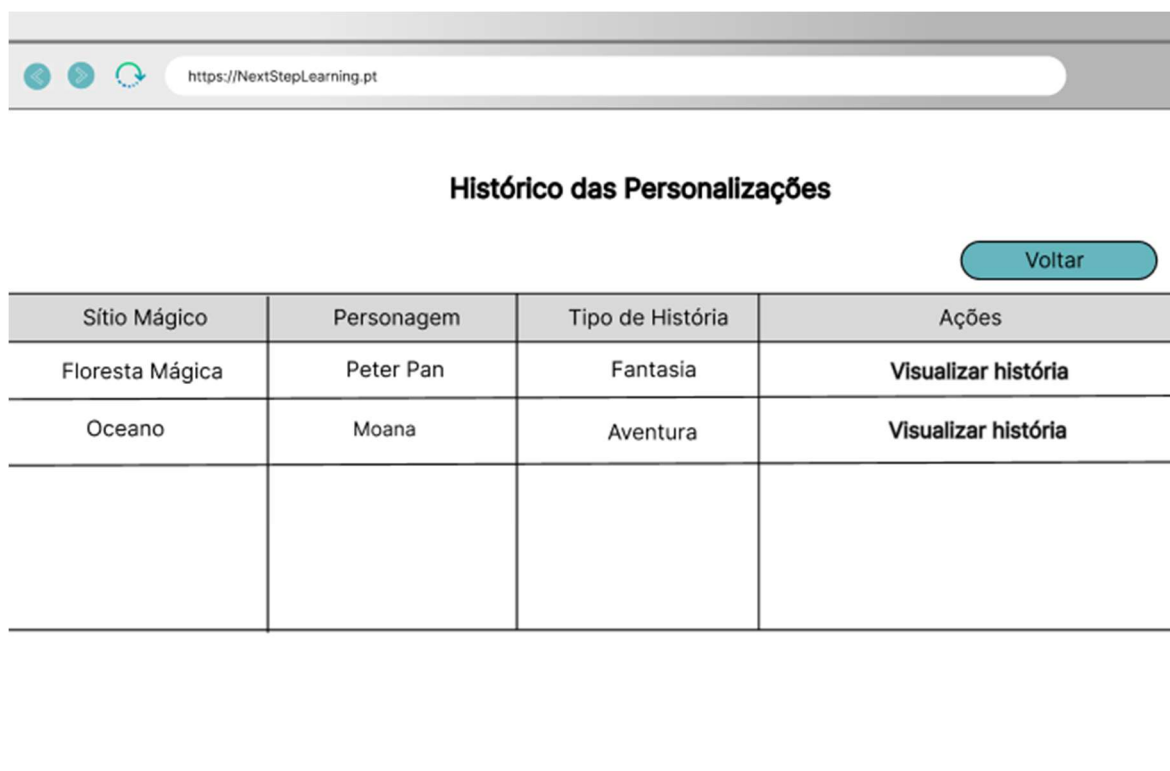 https://NextStepLearning.pt
Histórico das Personalizações
Voltar
Sítio Mágico Personagem Tipo de História Ações
Floresta Mágica Peter Pan Fantasia Visualizar história
Oceano Moana Aventura Visualizar história